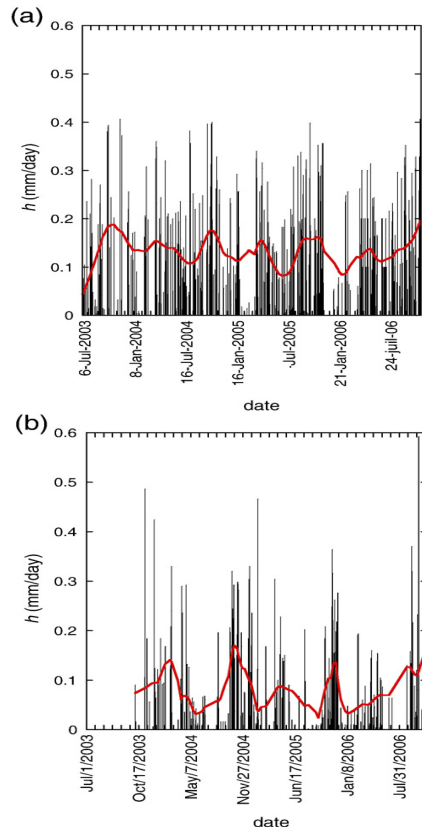 (a)
0.6
0.5
0.4
0.3
0.2
0.1
0
h (mm/day)
6-Jul-2003
8-Jan-2004
16-Jul-2004
16-Jan-2005
-Jul-2005
21-Jan-2006
24-juil-06
date
(b)
0.6
0.5
0.4
0.3
0.2
0.1
0
h (mm/day)
Jul/1/2003
Oct/17/2003
May/7/2004
Nov/27/2004
Jun/17/2005
Jan/8/2006
Jul/31/2006
date